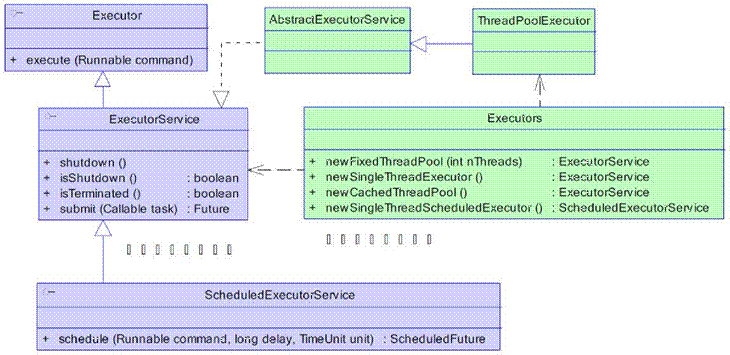 Executor
+ execute (Runnable command)
AbstractExecutorService
ThreadPoolExecutor
ExecutorService
+ shutdown ()
+ isShutdown () : boolean
+ isTerminated () : boolean
+ submit (Callable task) : Future
Executors
+ newFixedThreadPool (int nThreads) : ExecutorService
+ newSingleThreadExecutor () : ExecutorService
+ newCachedThreadPool () : ExecutorService
+ newSingleThreadScheduledExecutor () : ScheduledExecutorService
ScheduledExecutorService
+ schedule (Runnable command, long delay, TimeUnit unit) : ScheduledFuture